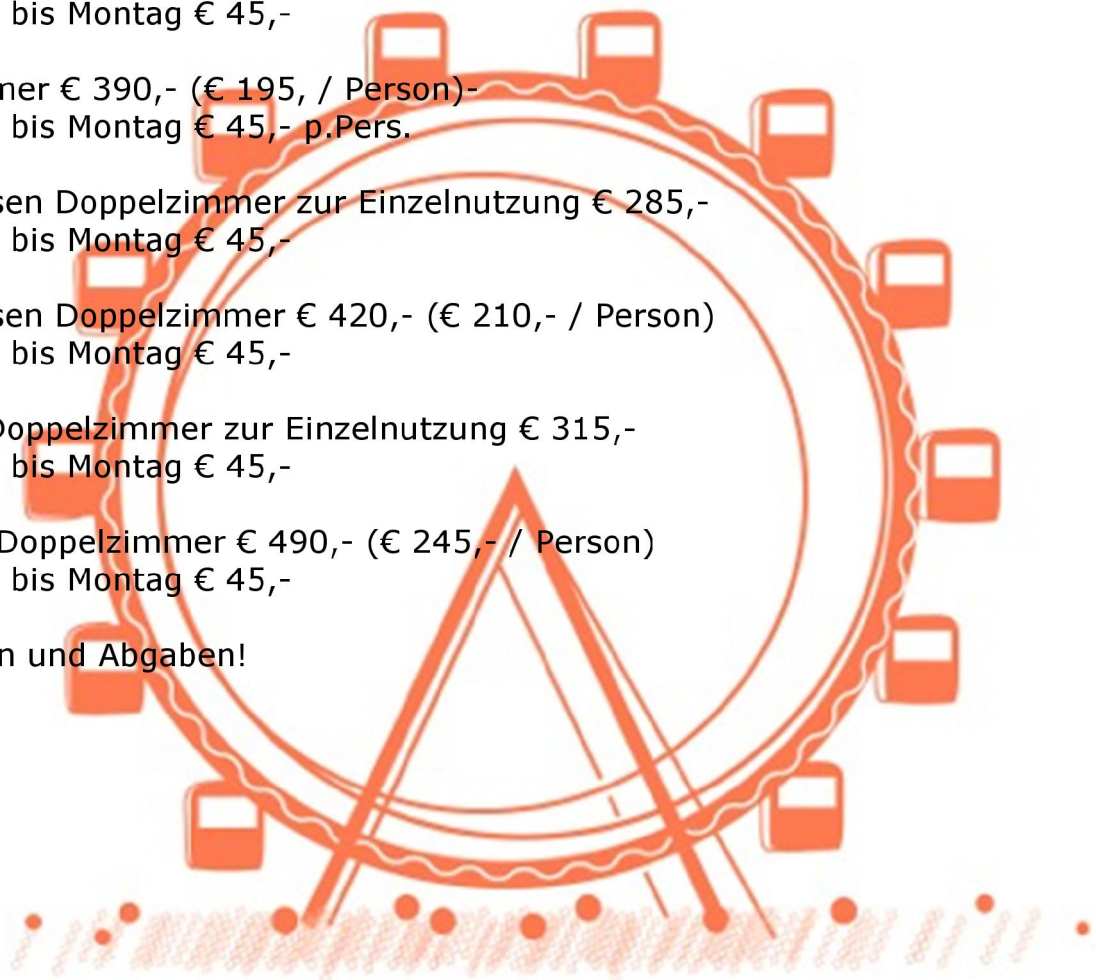 bis Montag € 45,-
mer € 390,- (€ 195, / Person)-
bis Montag € 45,- p.Pers.
sen Doppelzimmer zur Einzelnutzung € 285,-
bis Montag € 45,-
sen Doppelzimmer € 420,- (€ 210,- / Person)
bis Montag € 45,-
Doppelzimmer zur Einzelnutzung € 315,-
bis Montag € 45,-
Doppelzimmer € 490,- (€ 245,- / Person)
bis Montag € 45,-
n und Abgaben!